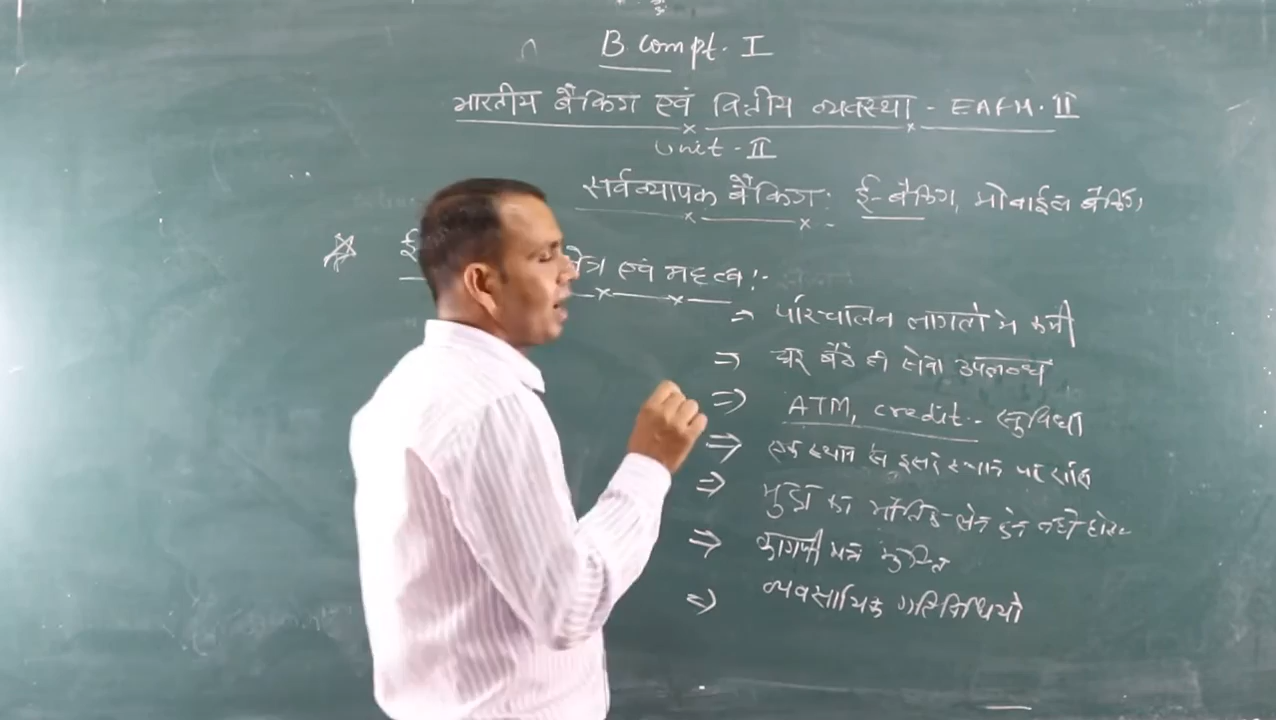 B Compt. I
भारतीय बैंकिग एवं वित्तीय व्यवस्था - EAFM. II
Unit - II
सर्वव्यापक बैंकिग: ई-बैंकिग, मोबाईल बैंकिंग,
ई एवं महत्व :-
⇒ परिचालन लागतो मे कमी
⇒ घर बैठे ही सेवा उपलब्ध
⇒ ATM, credit.. सुविधा
⇒ एक स्थान से दूसरे स्थान पर राशि
⇒ मुद्रा का भौतिक-लेन देन नही होता
⇒ कागजी मुक्ति
⇒ व्यवसायिक गतिविधियो